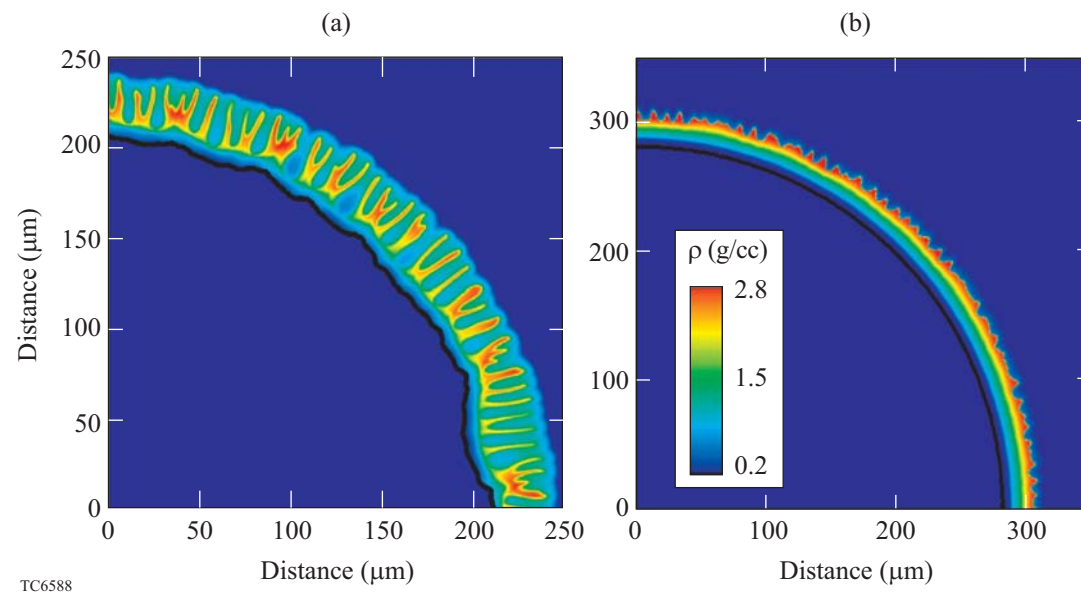 (a)
(b)
250
200
150
100
50
0
Distance (μm)
0 50 100 150 200 250
Distance (μm)
300
200
100
0
ρ (g/cc)
2.8
1.5
0.2
0 100 200 300
Distance (μm)
TC6588